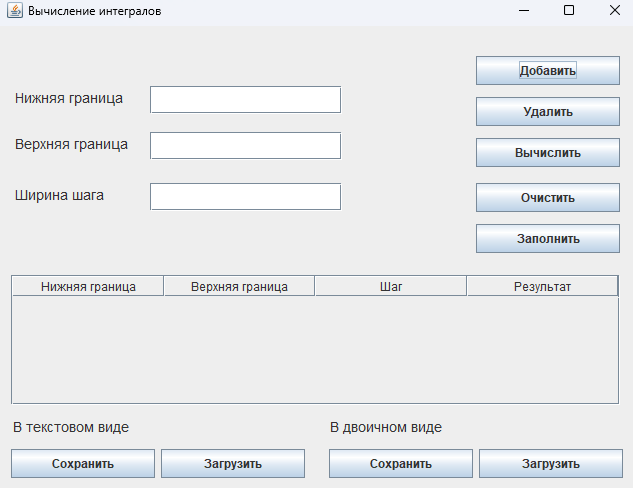 Вычисление интегралов
Добавить
Нижняя граница
Удалить
Верхняя граница
Вычислить
Ширина шага
Очистить
Заполнить
Нижняя граница Верхняя граница Шаг Результат
В текстовом виде В двоичном виде
Сохранить Загрузить Сохранить Загрузить